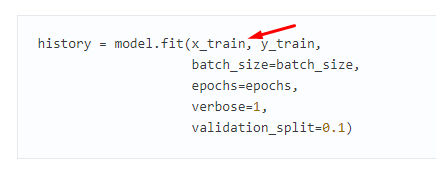 history = model.fit(x_train, y_train,
batch_size=batch_size,
epochs=epochs,
verbose=1,
validation_split=0.1)